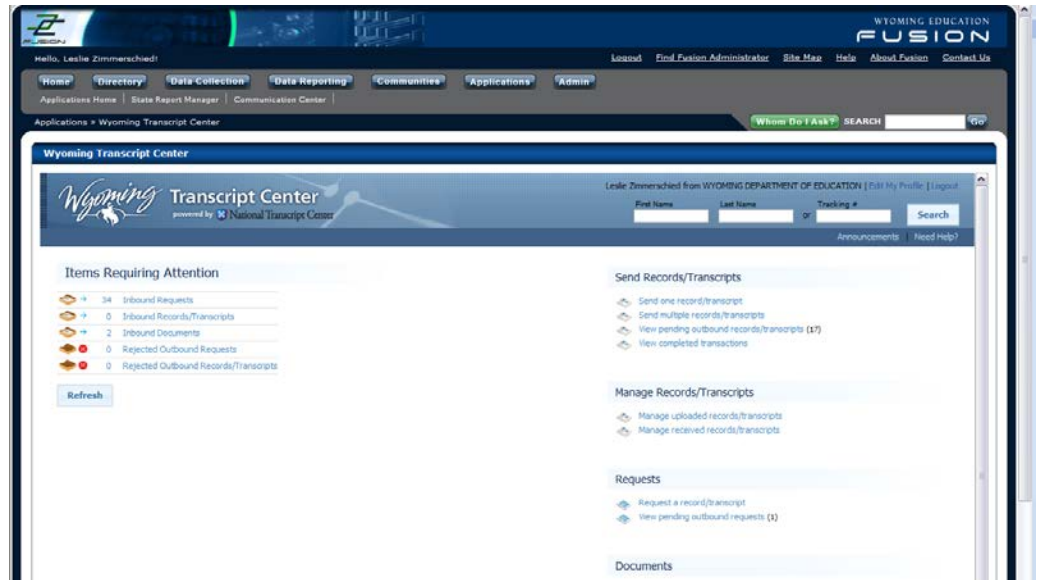 FUSION
WYOMING EDUCATION
FUSION
Hello, Leslie Zimmerschied!
Logout Find Fusion Administrator Site Map Help About Fusion Contact Us
Home Directory Data Collection Data Reporting Communities Applications Admin
Applications Home | State Report Manager | Communication Center |
Applications » Wyoming Transcript Center
Whom Do I Ask? SEARCH Go
Wyoming Transcript Center
Leslie Zimmerschied from WYOMING DEPARTMENT OF EDUCATION | Edit My Profile | Logout
Wyoming Transcript Center
powered by National Transcript Center
First Name Last Name Tracking #
or Search
Announcements | Need Help?
Items Requiring Attention
34 Inbound Requests
0 Inbound Records/Transcripts
2 Inbound Documents
0 Rejected Outbound Requests
0 Rejected Outbound Records/Transcripts
Refresh
Send Records/Transcripts
Send one record/transcript
Send multiple records/transcripts
View pending outbound records/transcripts (17)
View completed transactions
Manage Records/Transcripts
Manage uploaded records/transcripts
Manage received records/transcripts
Requests
Request a record/transcript
View pending outbound requests (1)
Documents